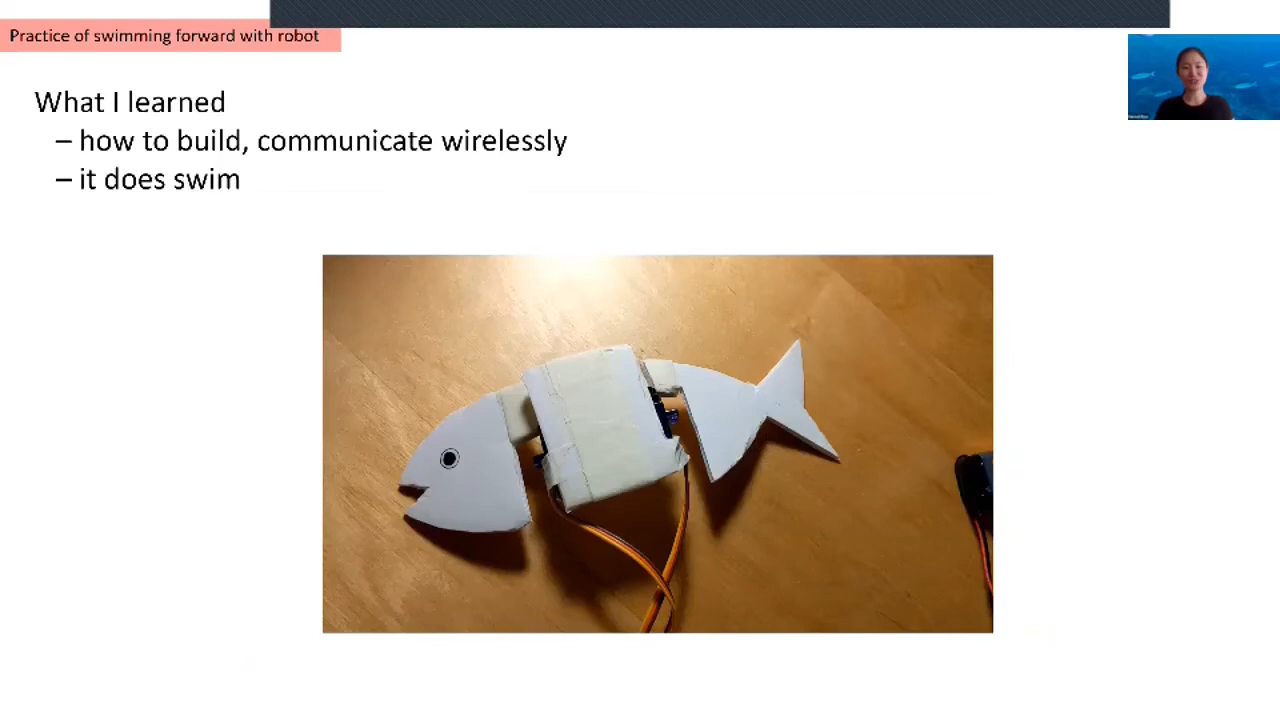 Practice of swimming forward with robot
What I learned
– how to build, communicate wirelessly
– it does swim